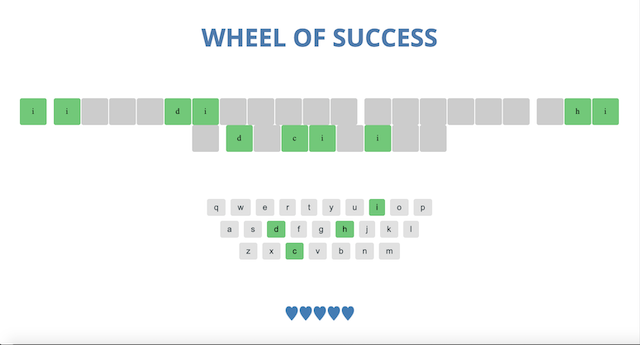 WHEEL OF SUCCESS
i i d i h i
d c i i
q w e r t y u i o p
a s d f g h j k l
z x c v b n m